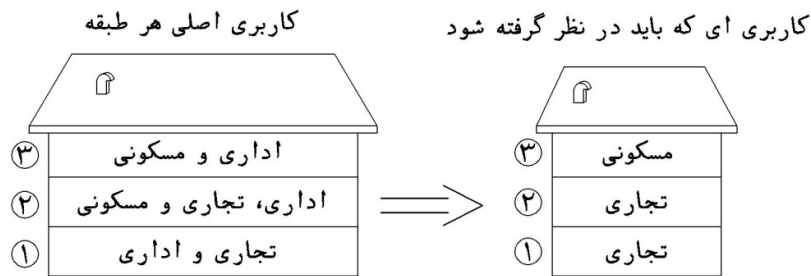 کاربری اصلی هر طبقه
کاربری ای که باید در نظر گرفته شود
۳ اداری و مسکونی
۲ اداری، تجاری و مسکونی
۱ تجاری و اداری
۳ مسکونی
۲ تجاری
۱ تجاری